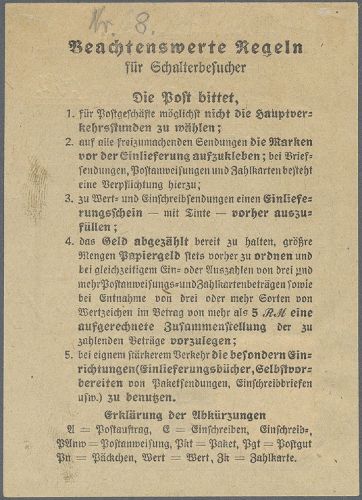 Nr. 8.
Beachtenswerte Regeln
für Schalterbesucher
Die Post bittet,
1. für Postgeschäfte möglichst nicht die Hauptver-
kehrsstunden zu wählen;
2. auf alle freizumachenden Sendungen die Marken
vor der Einlieferung aufzukleben; bei Brief-
sendungen, Postanweisungen und Zahlkarten besteht
eine Verpflichtung hierzu;
3. zu Wert- und Einschreibsendungen einen Einliefe-
rungsschein — mit Tinte — vorher auszu-
füllen;
4. das Geld abgezählt bereit zu halten, größre
Mengen Papiergeld stets vorher zu ordnen und
bei gleichzeitigem Ein- oder Auszahlen von drei und
mehr Postanweisungs- und Zahlkartenbeträgen sowie
bei Entnahme von drei oder mehr Sorten von
Wertzeichen im Betrag von mehr als 5 RM eine
aufgerechnete Zusammenstellung der zu
zahlenden Beträge vorzulegen;
5. bei eignem stärkerem Verkehr die besondern Ein-
richtungen (Einlieferungsbücher, Selbstvor-
bereiten von Paketsendungen, Einschreibbriefen
usw.) zu benutzen.
Erklärung der Abkürzungen
A = Postauftrag, E = Einschreiben, Einschreib-,
PAnw = Postanweisung, Pkt = Paket, Pgt = Postgut
Pn = Päckchen, Wert = Wert, Zk = Zahlkarte.